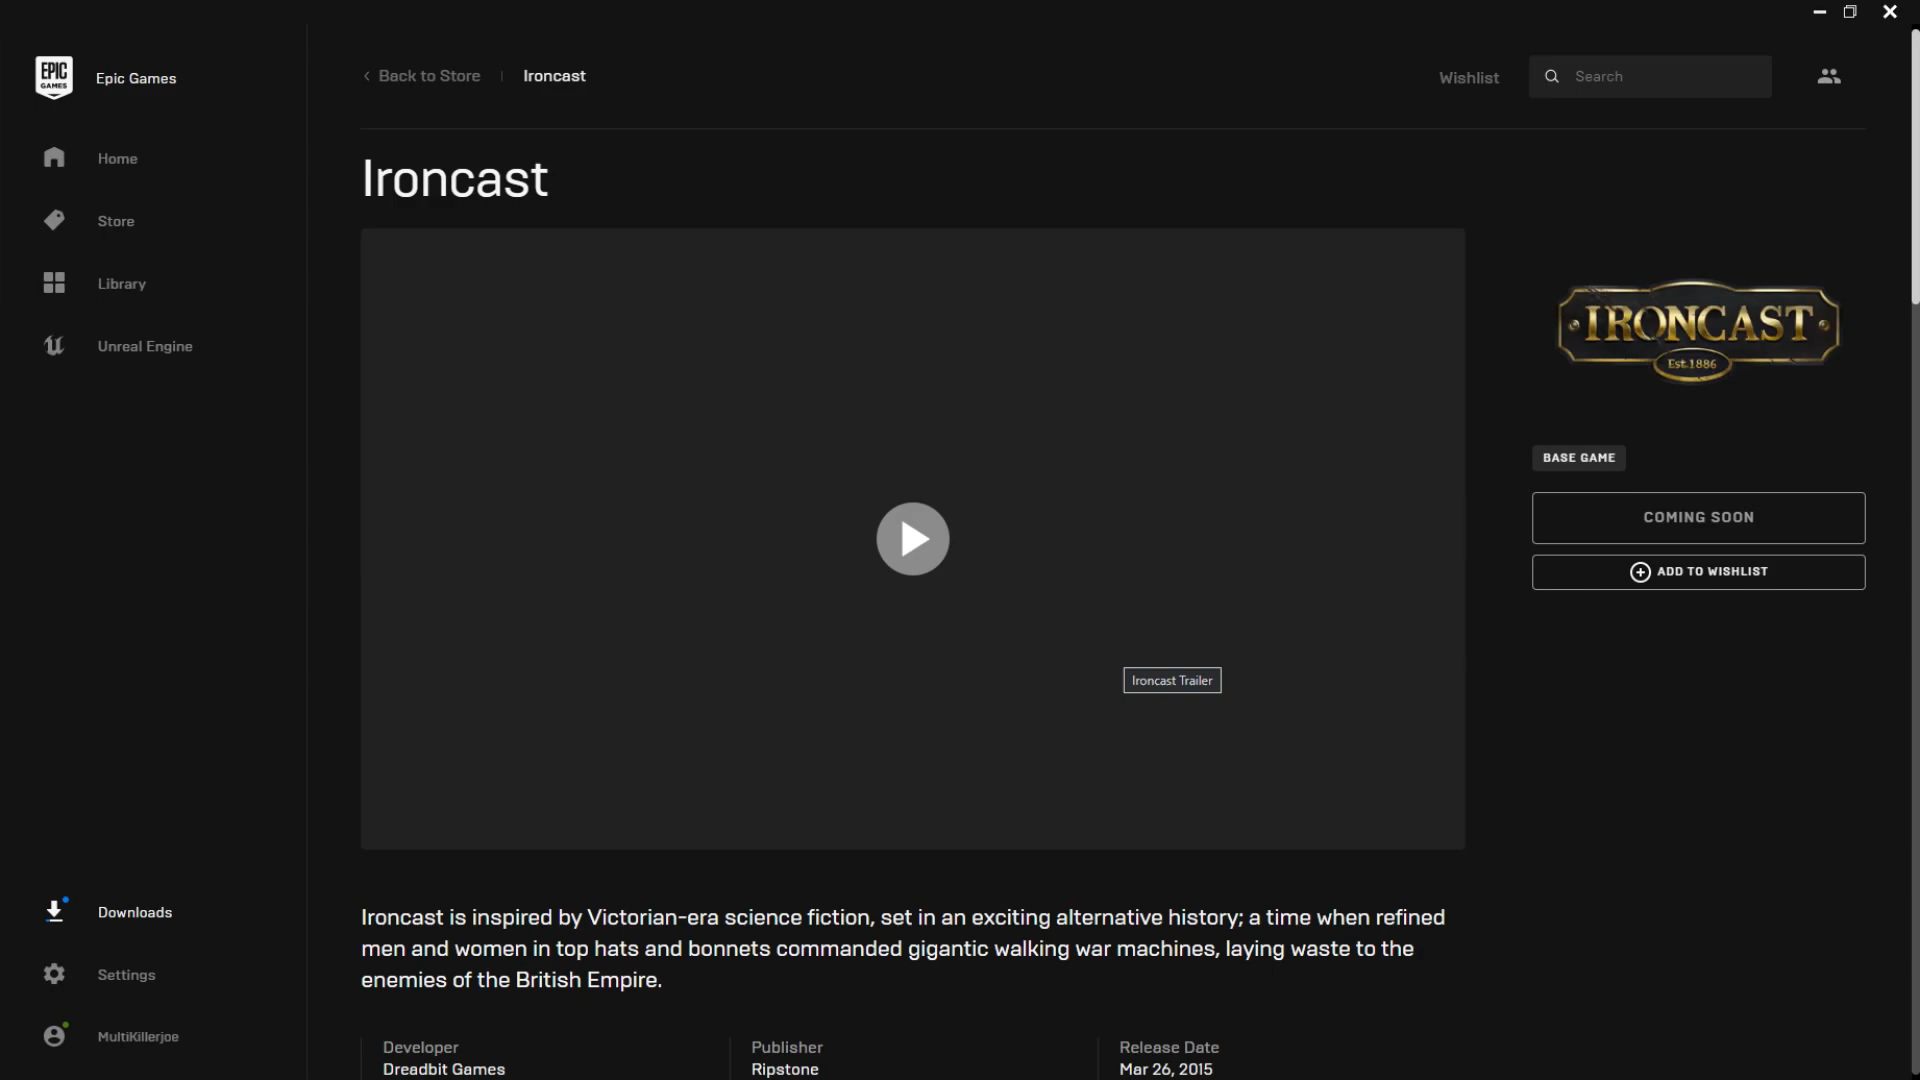 EPIC
GAMES
Epic Games
Back to Store
Ironcast
Wishlist
Search
Home
Store
Library
Unreal Engine
Ironcast
IRONCAST
Est.1886
BASE GAME
COMING SOON
ADD TO WISHLIST
Ironcast Trailer
Ironcast is inspired by Victorian-era science fiction, set in an exciting alternative history; a time when refined
men and women in top hats and bonnets commanded gigantic walking war machines, laying waste to the
enemies of the British Empire.
Downloads
Settings
MultiKillerjoe
Developer
Dreadbit Games
Publisher
Ripstone
Release Date
Mar 26, 2015